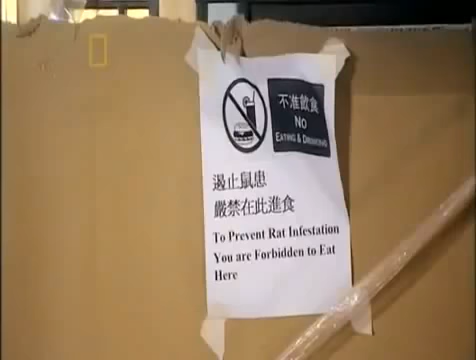 不准飲食
NO
EATING & DRINKING
遏止鼠患
嚴禁在此進食
To Prevent Rat Infestation
You are Forbidden to Eat
Here